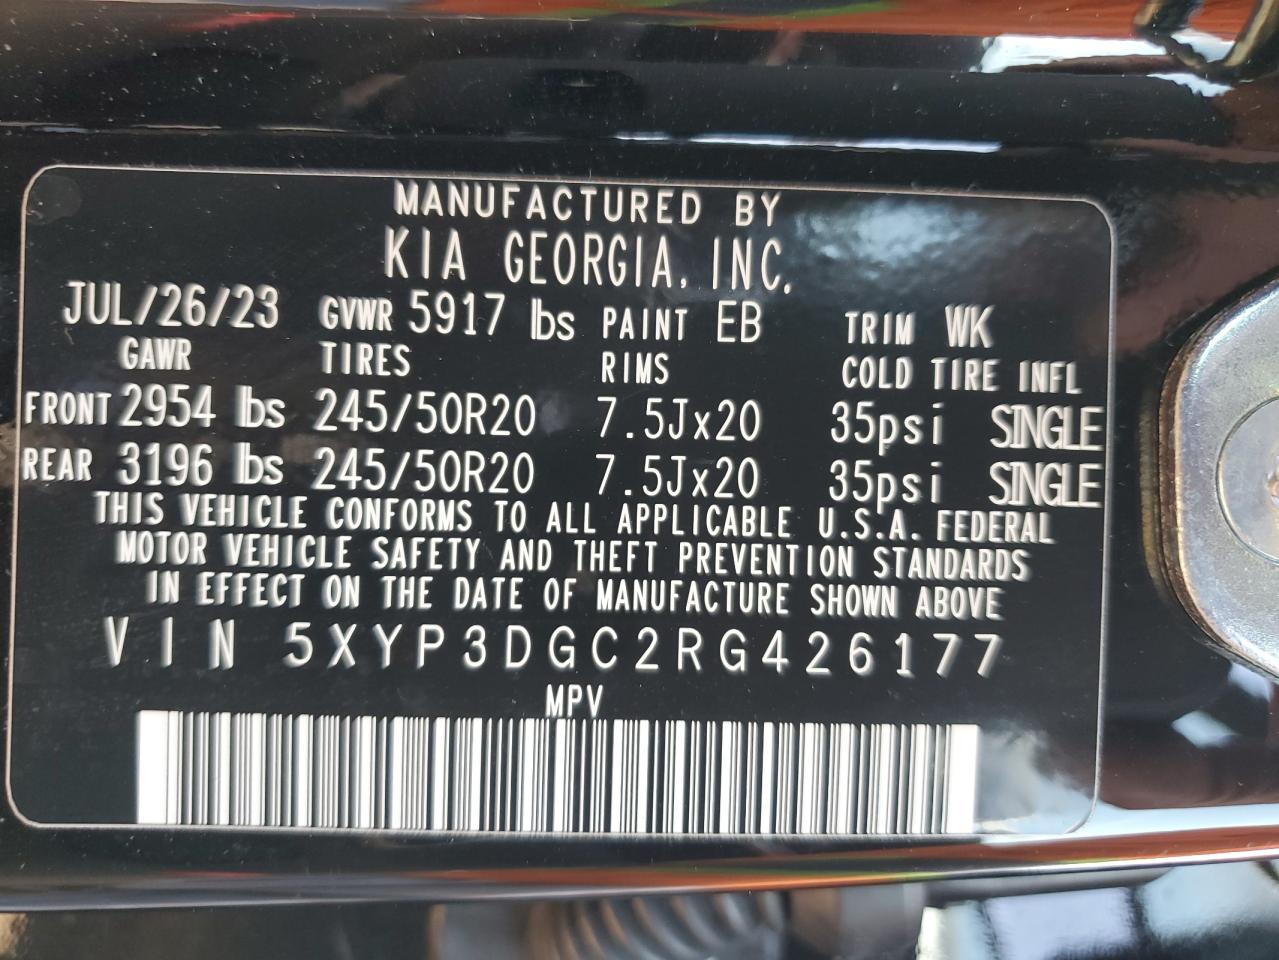 MANUFACTURED BY
KIA GEORGIA, INC.
JUL/26/23 GVWR 5917 lbs PAINT EB TRIM WK
GAWR TIRES RIMS COLD TIRE INFL
FRONT 2954 lbs 245/50R20 7.5Jx20 35psi SINGLE
REAR 3196 lbs 245/50R20 7.5Jx20 35psi SINGLE
THIS VEHICLE CONFORMS TO ALL APPLICABLE U.S.A. FEDERAL
MOTOR VEHICLE SAFETY AND THEFT PREVENTION STANDARDS
IN EFFECT ON THE DATE OF MANUFACTURE SHOWN ABOVE
VIN 5XYP3DGC2RG426177
MPV